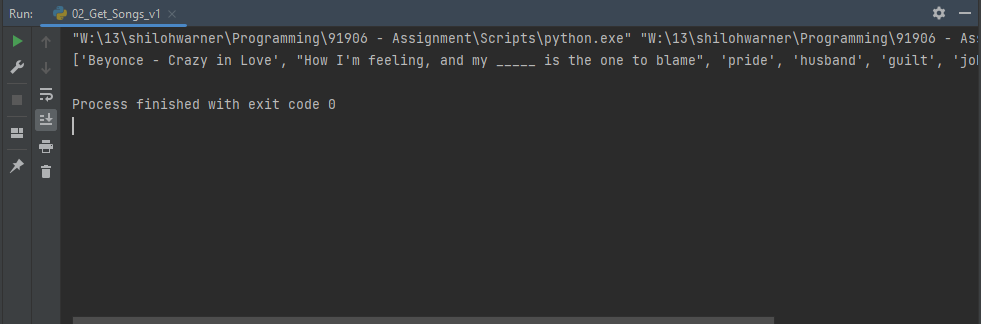 Run: 02_Get_Songs_v1
"W:\13\shilohwarner\Programming\91906 - Assignment\Scripts\python.exe" "W:\13\shilohwarner\Programming\91906 - As
['Beyonce - Crazy in Love', "How I'm feeling, and my _____ is the one to blame", 'pride', 'husband', 'guilt', 'jo
Process finished with exit code 0